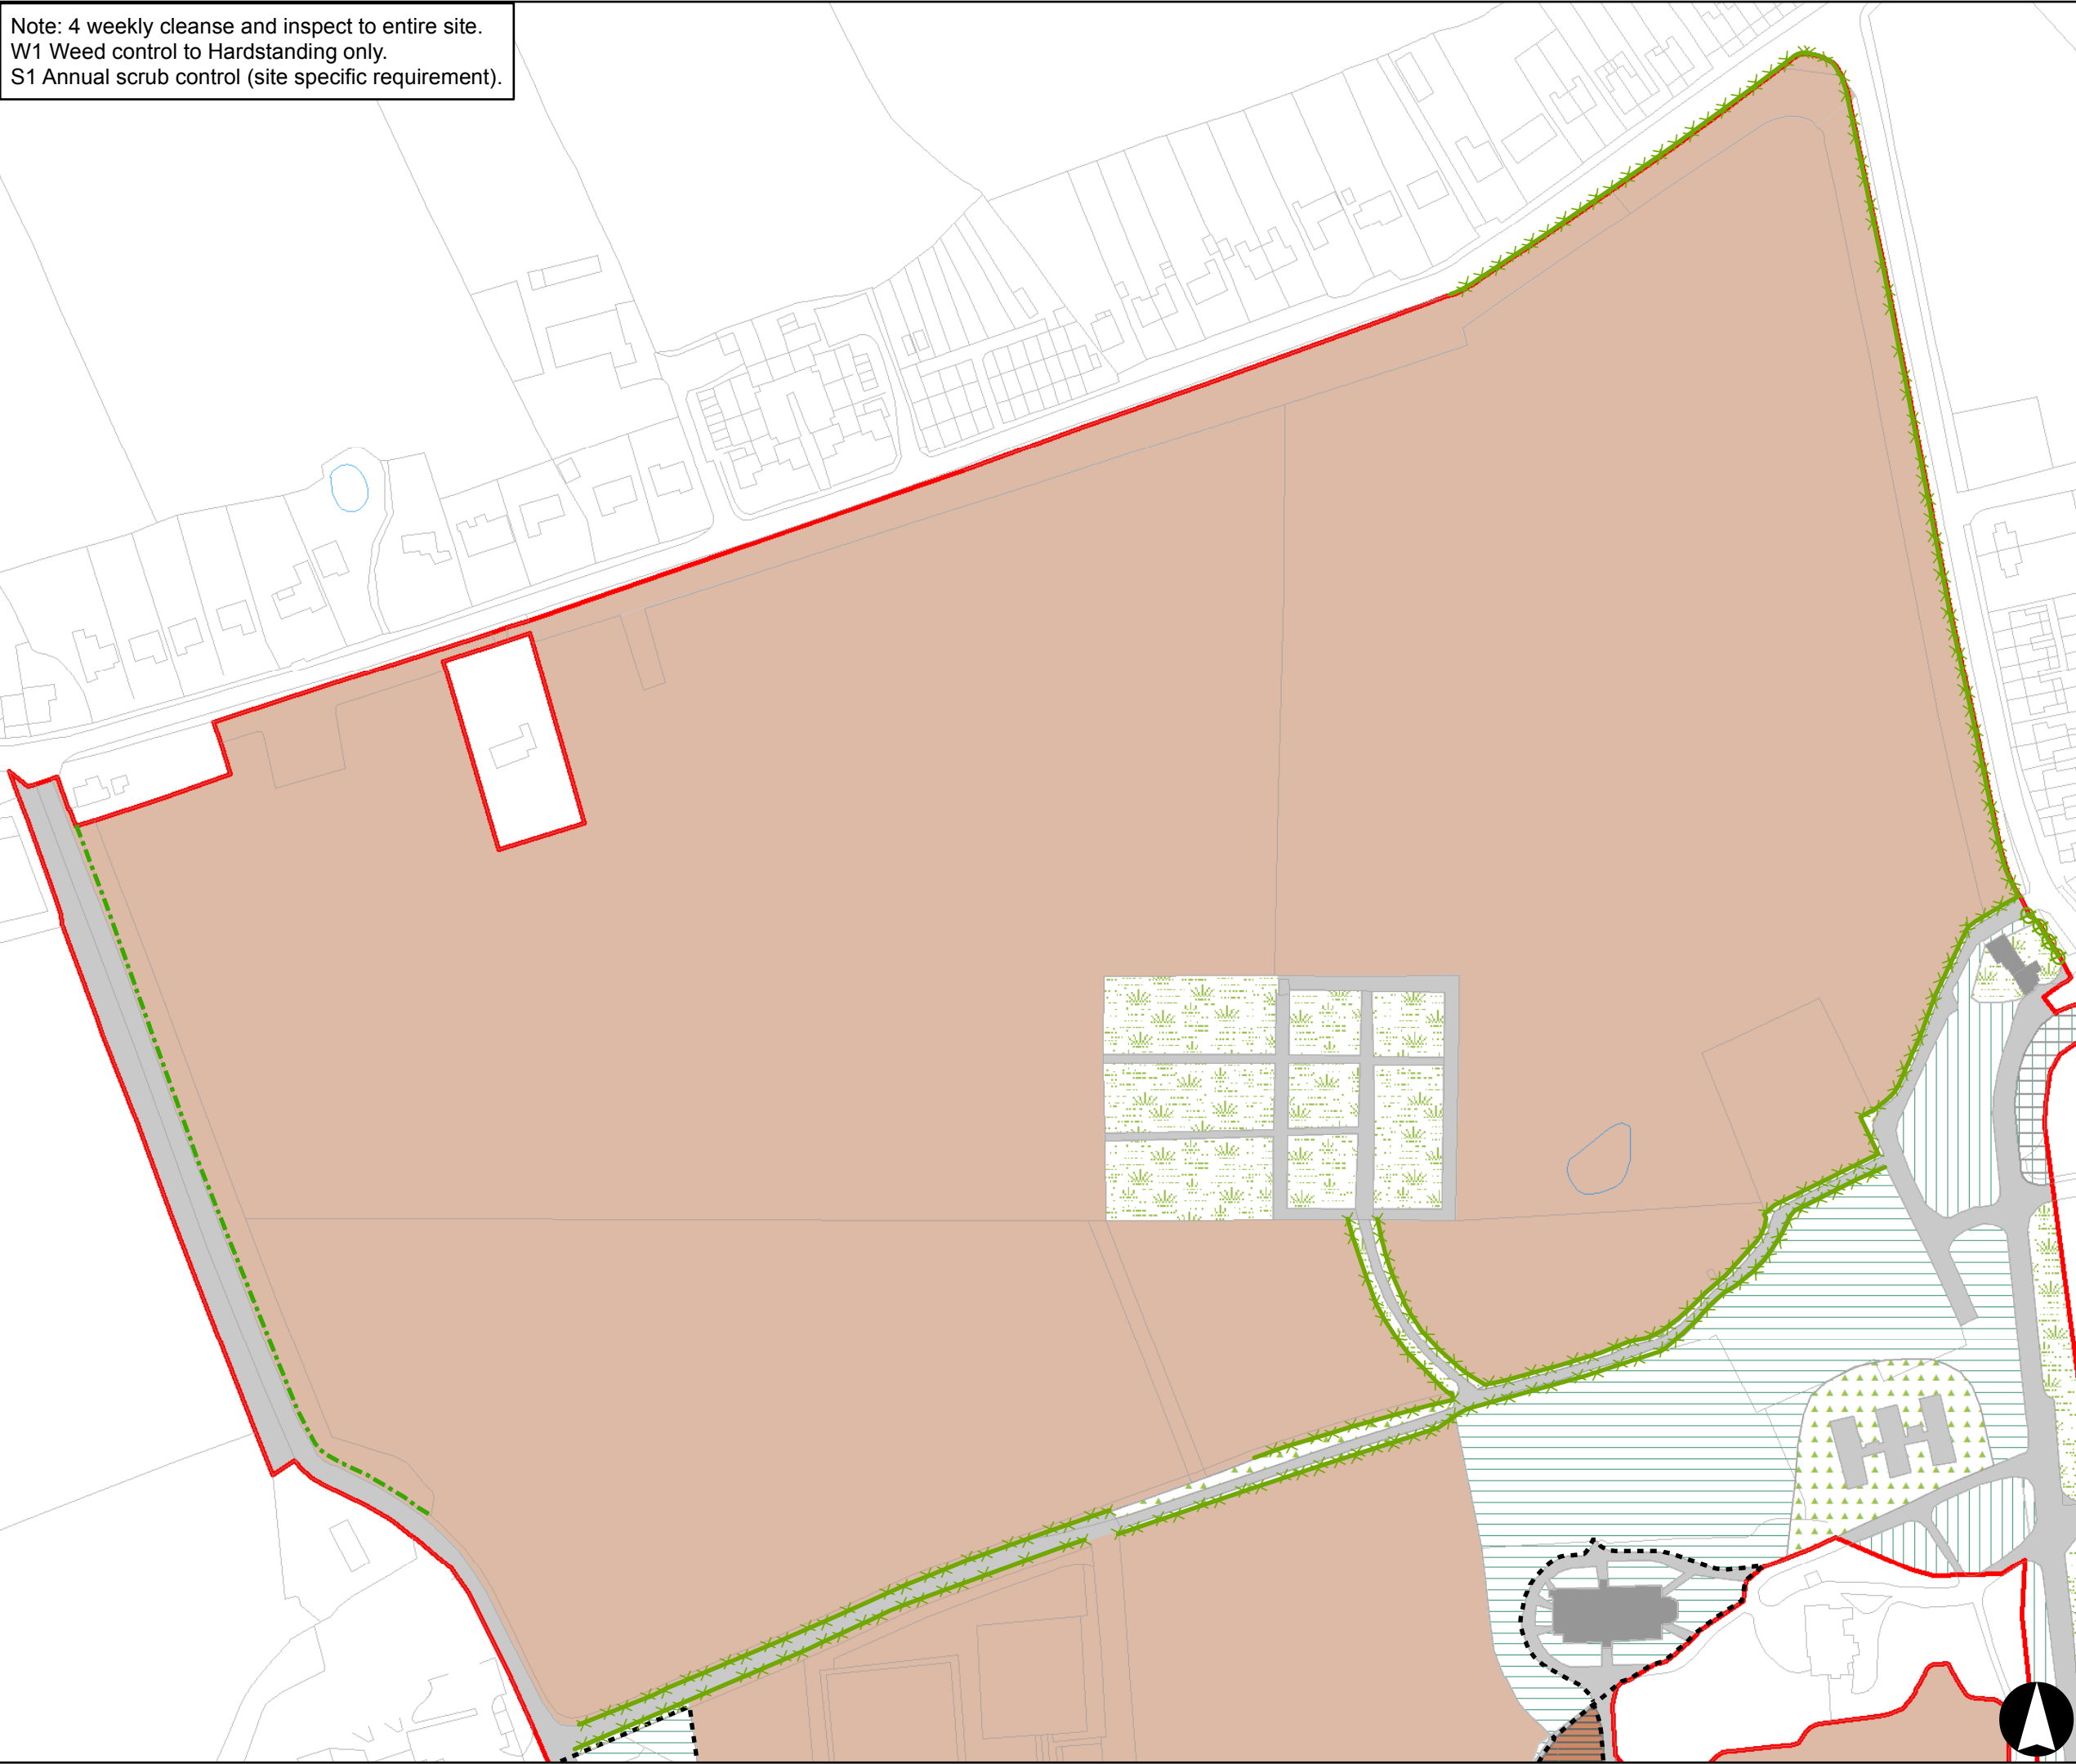 Note: 4 weekly cleanse and inspect to entire site.
W1 Weed control to Hardstanding only.
S1 Annual scrub control (site specific requirement).